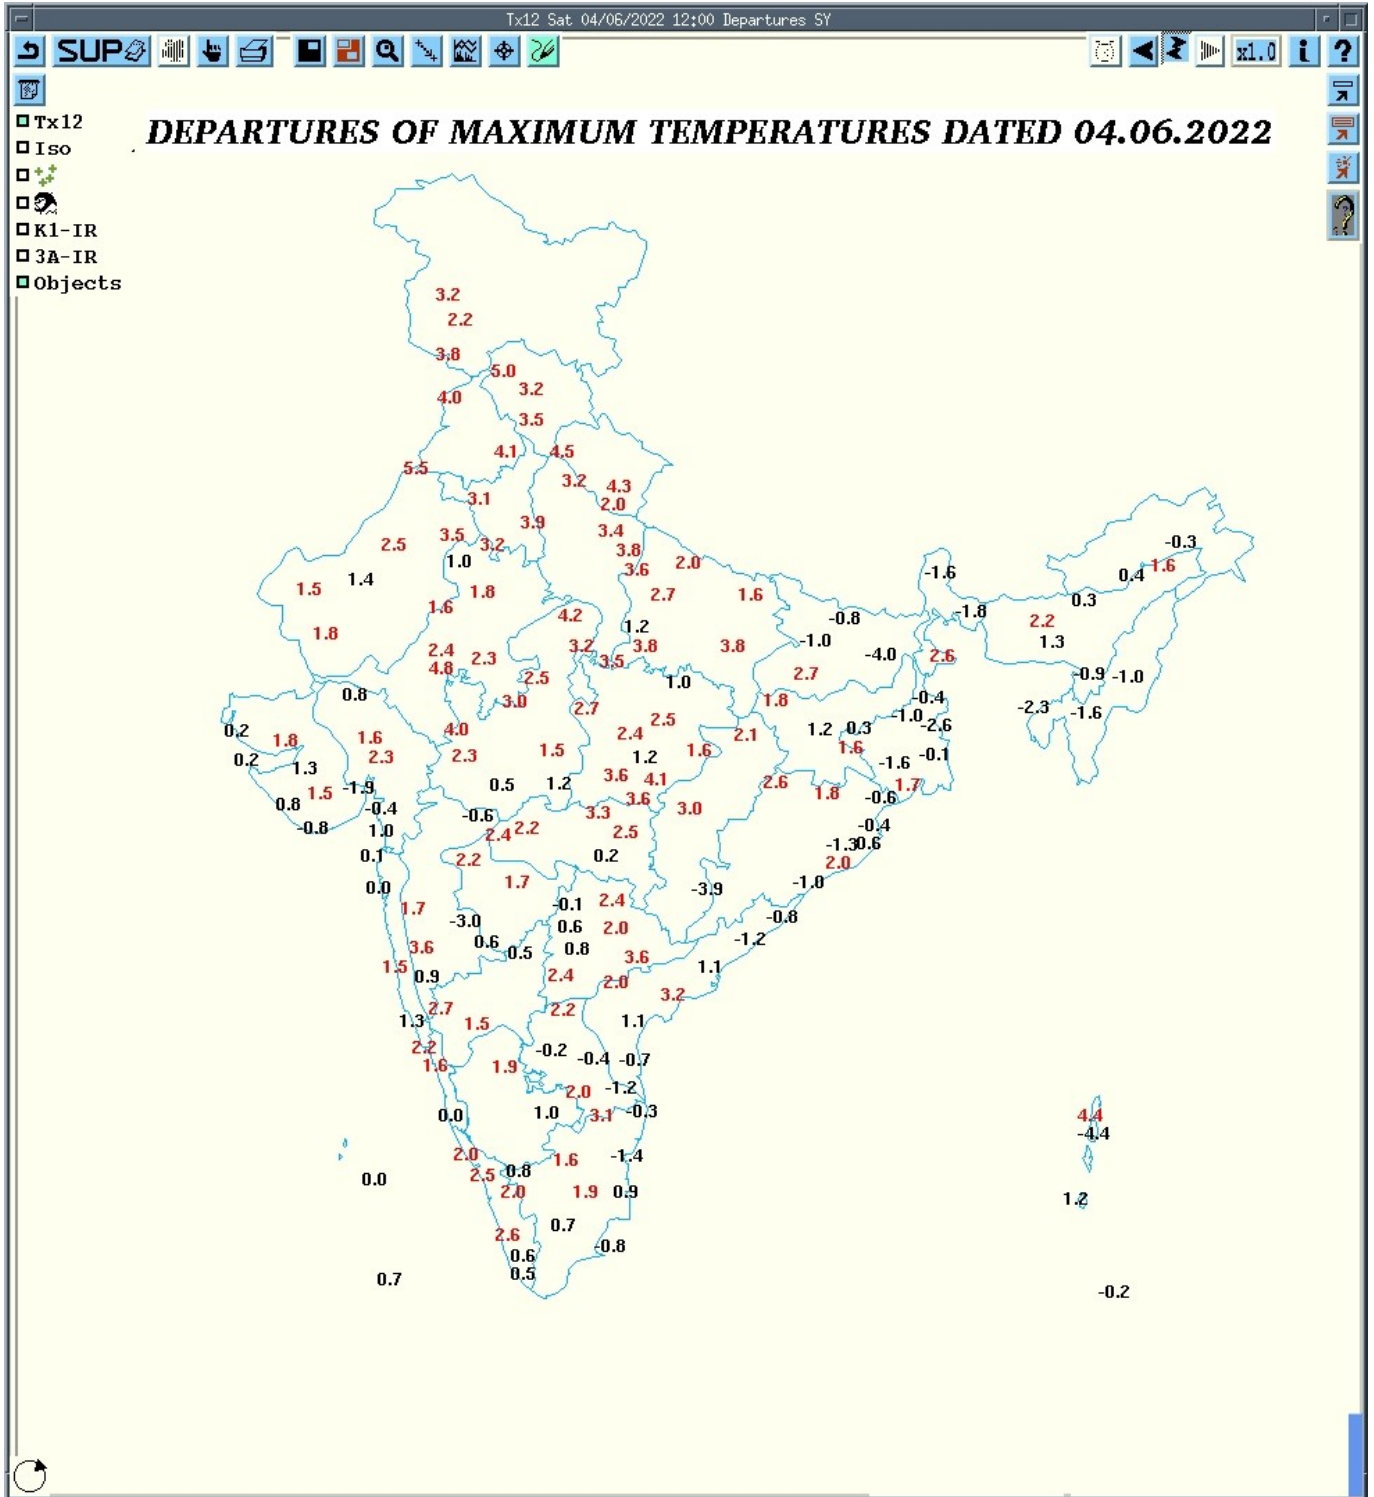 Tx12 Sat 04/06/2022 12:00 Departures SY
SUP x1.0 i ?
Tx12
DEPARTURES OF MAXIMUM TEMPERATURES DATED 04.06.2022
Iso
K1-IR
3A-IR
Objects
3.2
2.2
3.8
5.0
3.2
4.0
3.5
4.1 4.5
5.5
3.2 4.3
3.1 2.0
3.9
3.5 3.4
2.5 3.2 -0.3
3.8
1.0 2.0 1.6
3.6 -1.6 0.4
1.4
1.5 1.8 2.7 1.6 0.3
1.6 -1.8
4.2 -0.8 2.2
1.8 1.2
-1.0 1.3
2.4 3.2 3.8 3.8 -4.0 2.6
4.8 2.3 3.5
2.5 2.7 -0.9 -1.0
0.8 1.0
3.0 1.8 -0.4
2.7 -2.3 -1.6
2.5 -1.0
0.2 4.0 2.4 2.1 1.2 0.3 -2.6
1.8 1.6
0.2 2.3 2.3 1.5 1.2 1.6 1.6 -0.1
1.3 -1.6
3.6 4.1
1.5 -1.9 0.5 1.2 2.6 1.7
0.8 -0.4 3.6 3.0 1.8 -0.6
-0.6 3.3
-0.8 1.0 2.4 2.2 2.5 -0.4
-1.3 0.6
0.1 2.2 0.2 2.0
0.0 1.7 -3.9 -1.0
1.7 -0.1 2.4
-3.0 0.6 2.0 -0.8
3.6 0.6 0.5 0.8 -1.2
1.5 0.9 2.4 3.6 1.1
2.0
2.7 2.2 3.2
1.3 1.5 1.1
2.2 -0.2
1.6 1.9 -0.4 -0.7
2.0 -1.2
0.0 1.0 3.1 -0.3 4.4
-4.4
2.0 1.6 -1.4
2.5 0.8
0.0 2.0 1.9 0.9 1.2
0.7
2.6 -0.8
0.6
0.7 0.5
-0.2